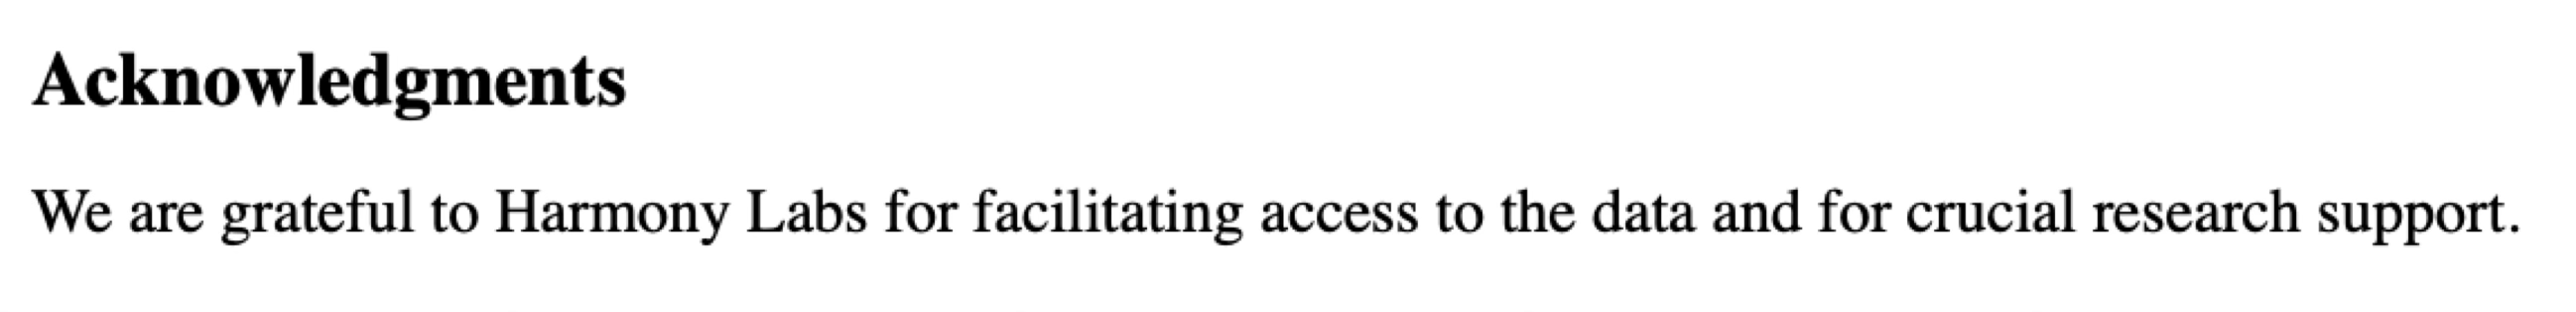 Acknowledgments
We are grateful to Harmony Labs for facilitating access to the data and for crucial research support.